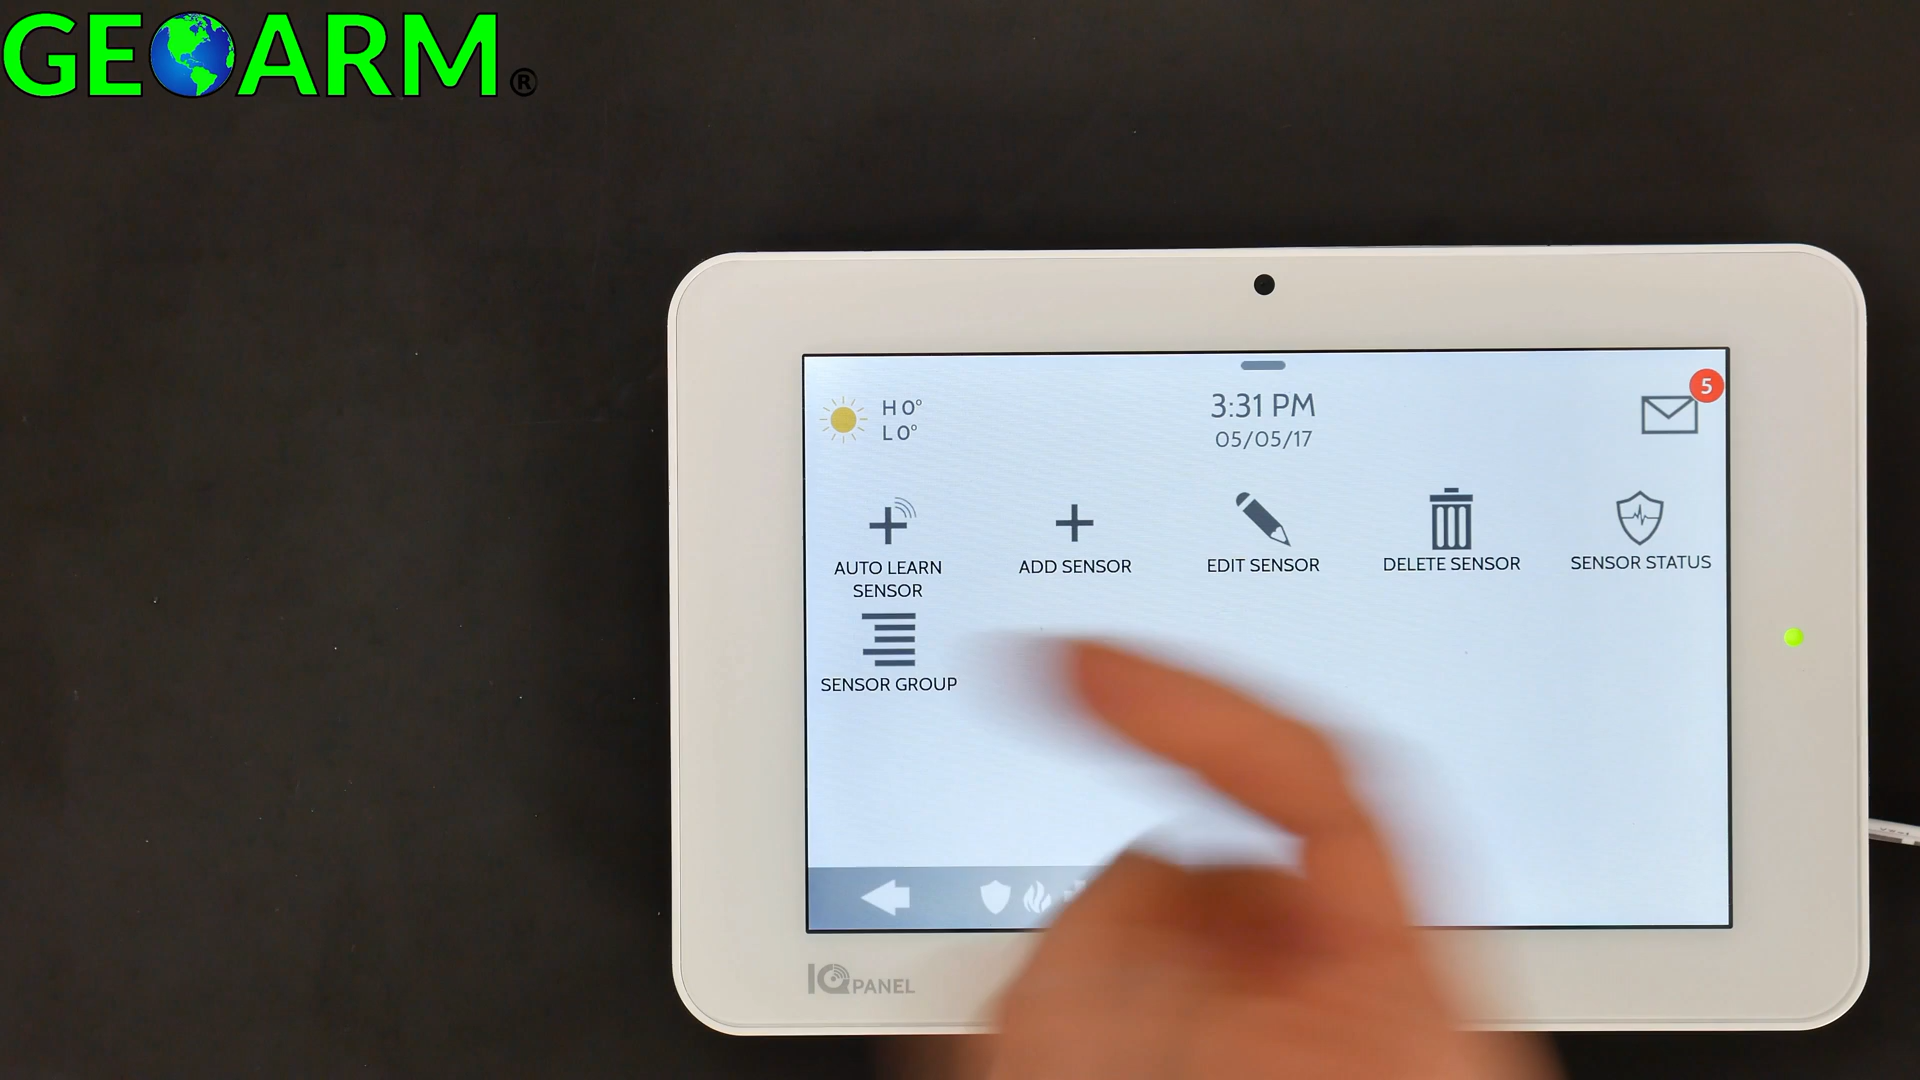 GEOARM®
H 0°
L 0°
3:31 PM
05/05/17
5
AUTO LEARN
SENSOR
ADD SENSOR
EDIT SENSOR
DELETE SENSOR
SENSOR STATUS
SENSOR GROUP
IQ PANEL